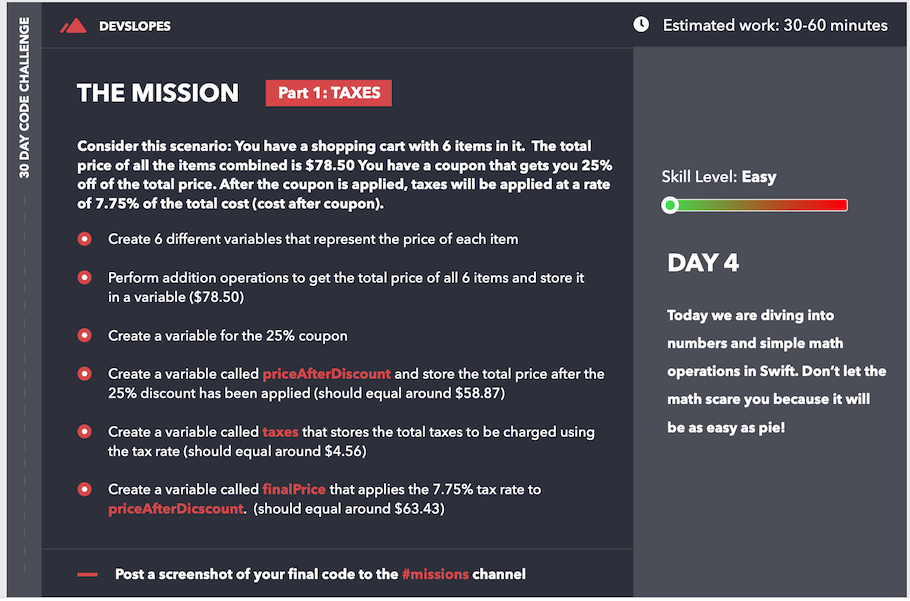 30 DAY CODE CHALLENGE
DEVSLOPES
Estimated work: 30-60 minutes
THE MISSION
Part 1: TAXES
Consider this scenario: You have a shopping cart with 6 items in it. The total
price of all the items combined is $78.50 You have a coupon that gets you 25%
off of the total price. After the coupon is applied, taxes will be applied at a rate
of 7.75% of the total cost (cost after coupon).
Create 6 different variables that represent the price of each item
Perform addition operations to get the total price of all 6 items and store it
in a variable ($78.50)
Create a variable for the 25% coupon
Create a variable called priceAfterDiscount and store the total price after the
25% discount has been applied (should equal around $58.87)
Create a variable called taxes that stores the total taxes to be charged using
the tax rate (should equal around $4.56)
Create a variable called finalPrice that applies the 7.75% tax rate to
priceAfterDicscount. (should equal around $63.43)
Post a screenshot of your final code to the #missions channel
Skill Level: Easy
DAY 4
Today we are diving into
numbers and simple math
operations in Swift. Don't let the
math scare you because it will
be as easy as pie!